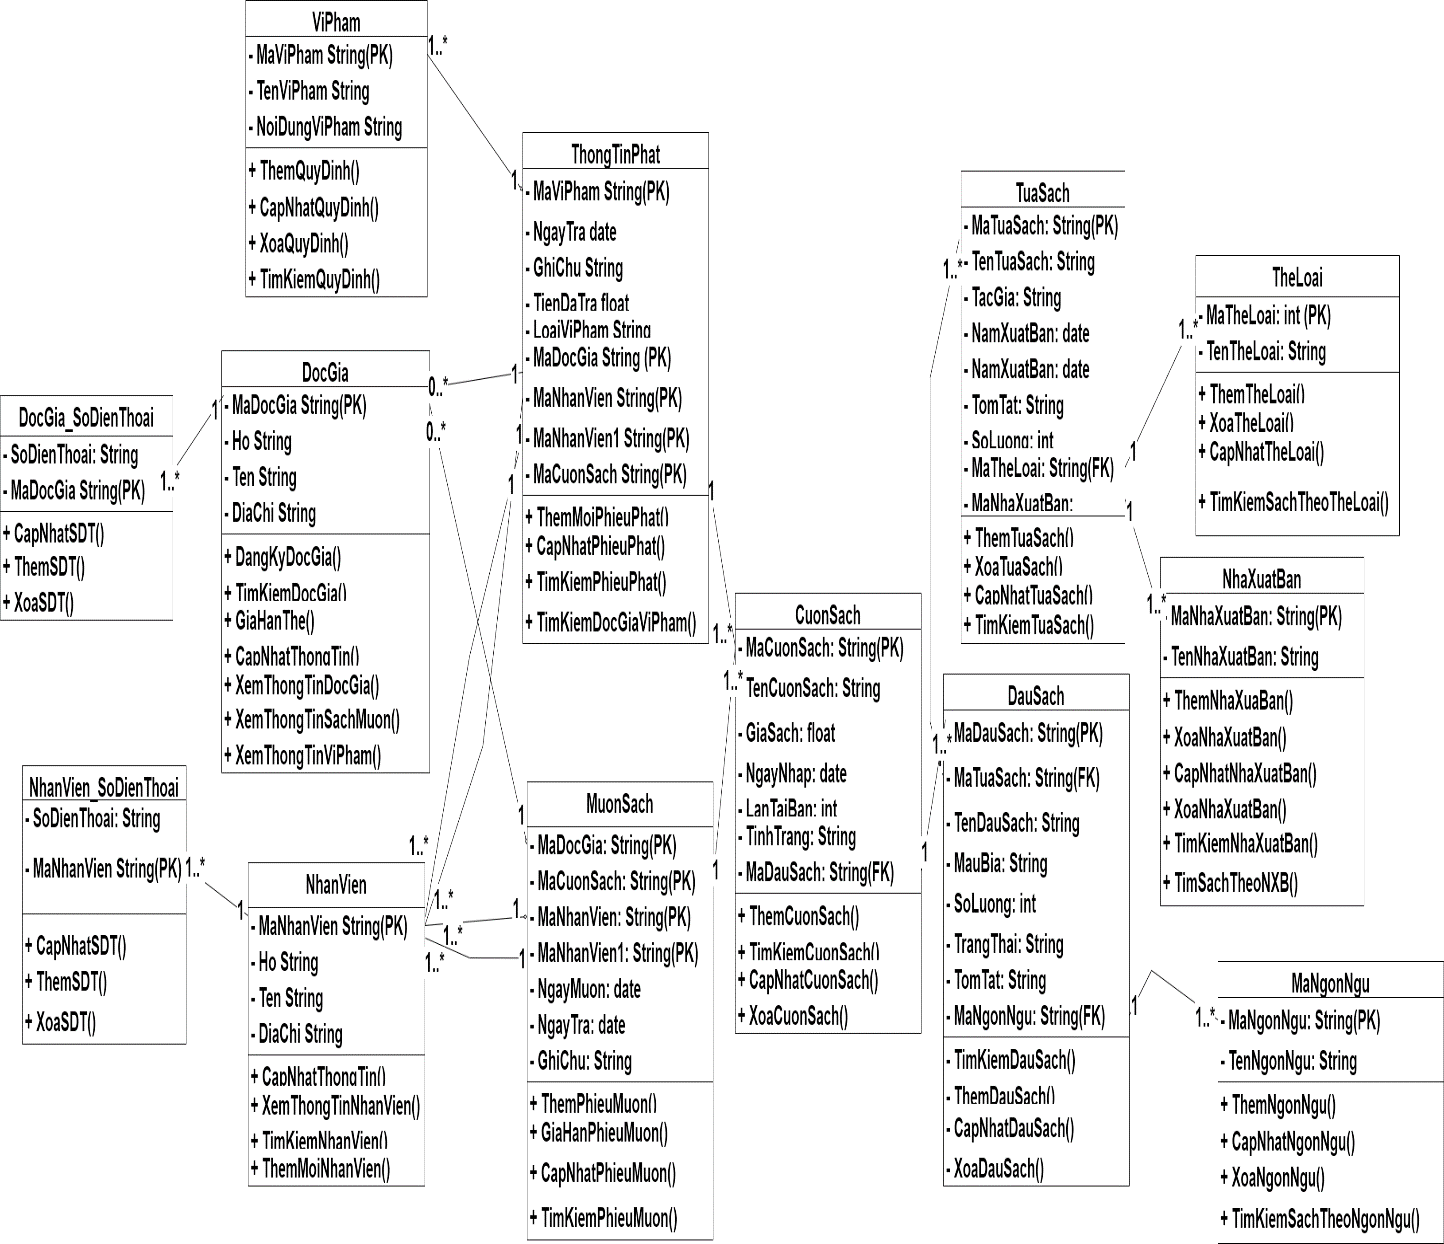 ViPham
- MaViPham String(PK)
- TenViPham String
- NoiDungViPham String
+ ThemQuyDinh()
+ CapNhatQuyDinh()
+ XoaQuyDinh()
+ TimKiemQuyDinh()
1..*
1
ThongTinPhat
- MaViPham String(PK)
- NgayTra date
- GhiChu String
- TienDaTra float
- LoaiViPham String
- MaDocGia String (PK)
- MaNhanVien String(PK)
- MaNhanVien1 String(PK)
- MaCuonSach String(PK)
+ ThemMoiPhieuPhat()
+ CapNhatPhieuPhat()
+ TimKiemPhieuPhat()
+ TimKiemDocGiaViPham()
1
1
1
1
1..*
DocGia_SoDienThoai
- SoDienThoai: String
- MaDocGia String(PK)
+ CapNhatSDT()
+ ThemSDT()
+ XoaSDT()
1..*
1
DocGia
- MaDocGia String(PK)
- Ho String
- Ten String
- DiaChi String
+ DangKyDocGia()
+ TimKiemDocGia()
+ GiaHanThe()
+ CapNhatThongTin()
+ XemThongTinDocGia()
+ XemThongTinSachMuon()
+ XemThongTinViPham()
0..*
0..*
NhanVien_SoDienThoai
- SoDienThoai: String
- MaNhanVien String(PK)
+ CapNhatSDT()
+ ThemSDT()
+ XoaSDT()
1..*
1
NhanVien
- MaNhanVien String(PK)
- Ho String
- Ten String
- DiaChi String
+ CapNhatThongTin()
+ XemThongTinNhanVien()
+ TimKiemNhanVien()
+ ThemMoiNhanVien()
1..*
1..*
1..*
1..*
MuonSach
- MaDocGia: String(PK)
- MaCuonSach: String(PK)
- MaNhanVien: String(PK)
- MaNhanVien1: String(PK)
- NgayMuon: date
- NgayTra: date
- GhiChu: String
+ ThemPhieuMuon()
+ GiaHanPhieuMuon()
+ CapNhatPhieuMuon()
+ TimKiemPhieuMuon()
1
1
1
1
1..*
CuonSach
- MaCuonSach: String(PK)
TenCuonSach: String
- GiaSach: float
- NgayNhap: date
- LanTaiBan: int
- TinhTrang: String
- MaDauSach: String(FK)
+ ThemCuonSach()
+ TimKiemCuonSach()
+ CapNhatCuonSach()
+ XoaCuonSach()
1
1..*
TuaSach
- MaTuaSach: String(PK)
- TenTuaSach: String
- TacGia: String
- NamXuatBan: date
- NamXuatBan: date
- TomTat: String
- SoLuong: int
- MaTheLoai: String(FK)
- MaNhaXuatBan:
+ ThemTuaSach()
+ XoaTuaSach()
+ CapNhatTuaSach()
+ TimKiemTuaSach()
1..*
1
1
TheLoai
- MaTheLoai: int (PK)
- TenTheLoai: String
+ ThemTheLoai()
+ XoaTheLoai()
+ CapNhatTheLoai()
+ TimKiemSachTheoTheLoai()
1..*
NhaXuatBan
MaNhaXuatBan: String(PK)
- TenNhaXuatBan: String
+ ThemNhaXuaBan()
+ XoaNhaXuatBan()
+ CapNhatNhaXuatBan()
+ XoaNhaXuatBan()
+ TimKiemNhaXuatBan()
+ TimSachTheoNXB()
1..*
DauSach
MaDauSach: String(PK)
- MaTuaSach: String(FK)
- TenDauSach: String
- MauBia: String
- SoLuong: int
- TrangThai: String
- TomTat: String
- MaNgonNgu: String(FK)
- TimKiemDauSach()
- ThemDauSach()
- CapNhatDauSach()
- XoaDauSach()
1
1..*
MaNgonNgu
- MaNgonNgu: String(PK)
- TenNgonNgu: String
+ ThemNgonNgu()
+ CapNhatNgonNgu()
+ XoaNgonNgu()
+ TimKiemSachTheoNgonNgu()